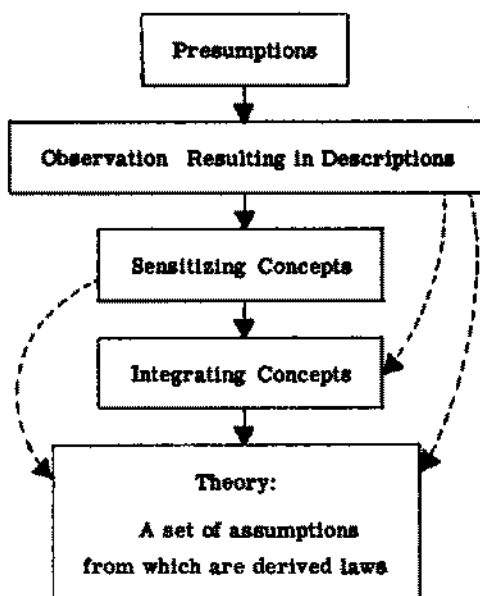 Presumptions
Observation Resulting in Descriptions
Sensitizing Concepts
Integrating Concepts
Theory:
A set of assumptions
from which are derived laws